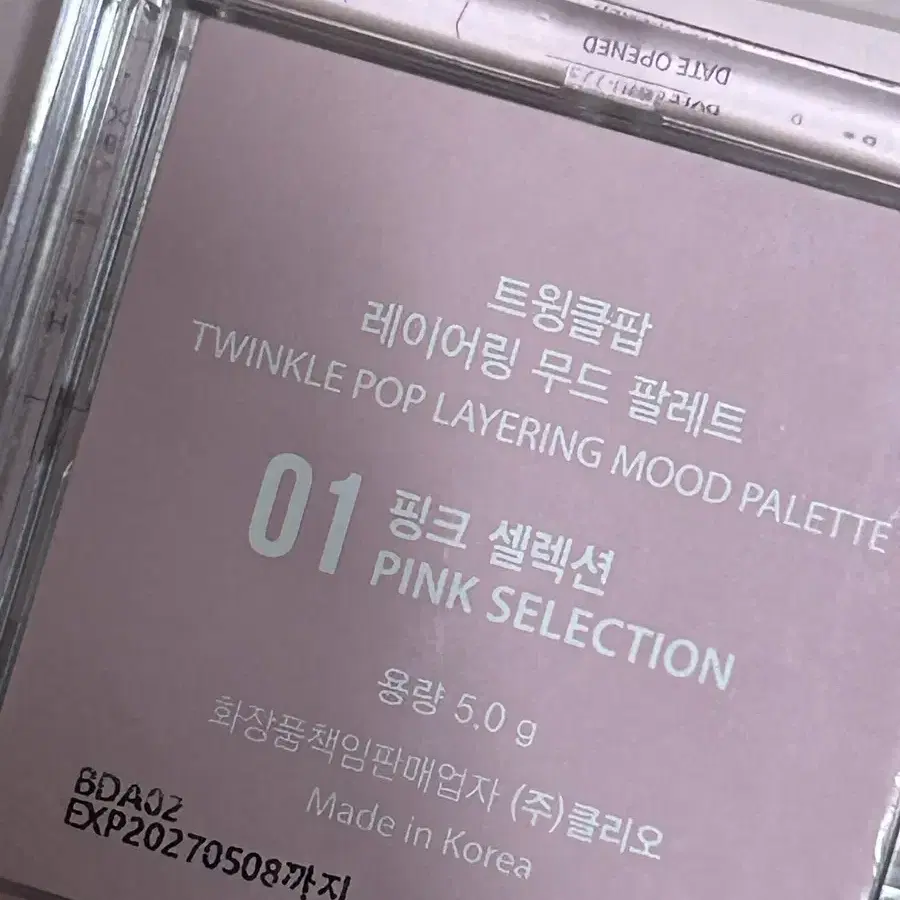 DATE OPENED
트윙클팝
레이어링 무드 팔레트
TWINKLE POP LAYERING MOOD PALETTE
01 핑크 셀렉션
PINK SELECTION
용량 5.0 g
화장품책임판매업자 (주)클리오
Made in Korea
BDA02
EXP20270508까지